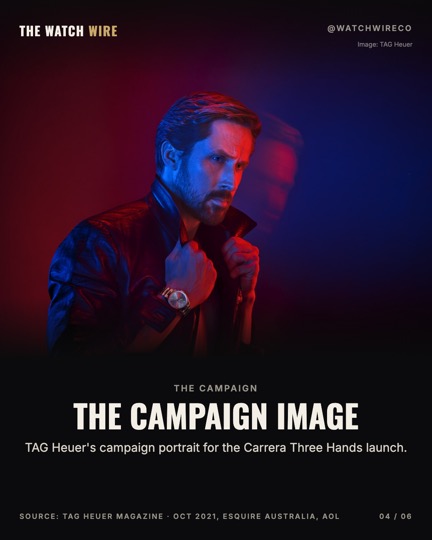 THE WATCH WIRE
@WATCHWIRECO
Image: TAG Heuer
THE CAMPAIGN
THE CAMPAIGN IMAGE
TAG Heuer's campaign portrait for the Carrera Three Hands launch.
SOURCE: TAG HEUER MAGAZINE · OCT 2021, ESQUIRE AUSTRALIA, AOL
04 / 06